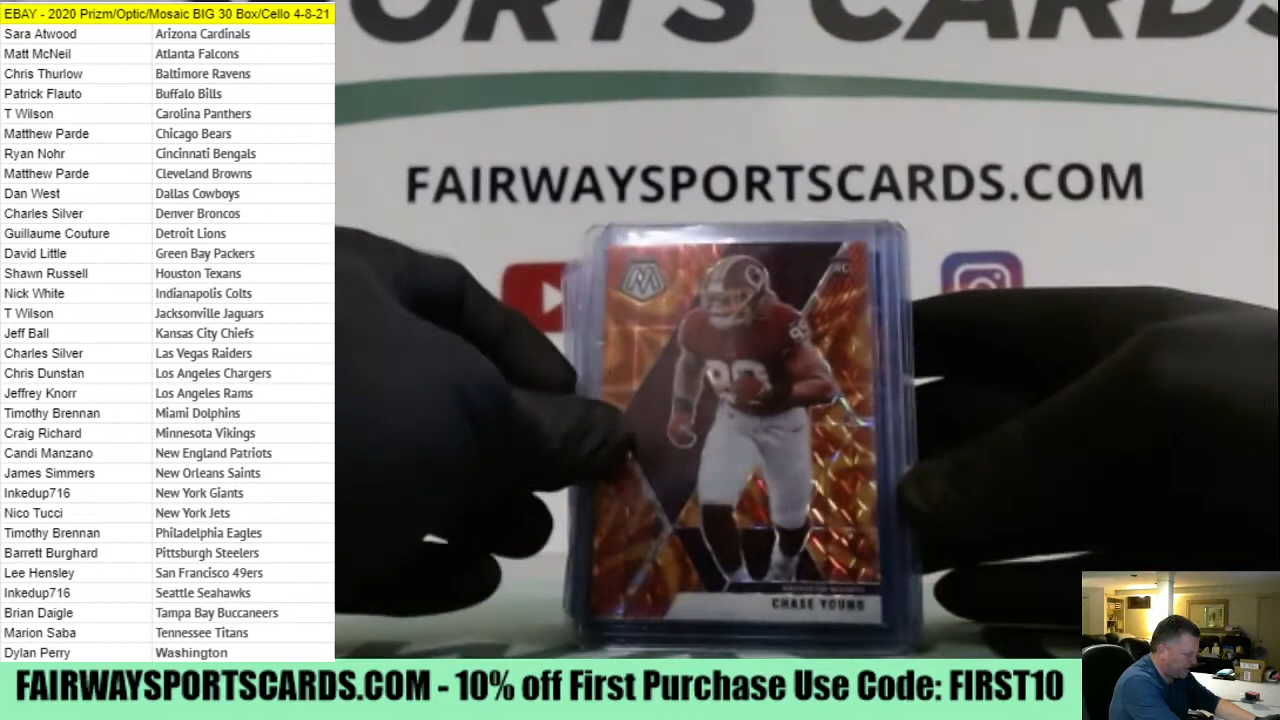 EBAY - 2020 Prizm/Optic/Mosaic BIG 30 Box/Cello 4-8-21
Sara Atwood Arizona Cardinals
Matt McNeil Atlanta Falcons
Chris Thurlow Baltimore Ravens
Patrick Flauto Buffalo Bills
T Wilson Carolina Panthers
Matthew Parde Chicago Bears
Ryan Nohr Cincinnati Bengals
Matthew Parde Cleveland Browns
Dan West Dallas Cowboys
Charles Silver Denver Broncos
Guillaume Couture Detroit Lions
David Little Green Bay Packers
Shawn Russell Houston Texans
Nick White Indianapolis Colts
T Wilson Jacksonville Jaguars
Jeff Ball Kansas City Chiefs
Charles Silver Las Vegas Raiders
Chris Dunstan Los Angeles Chargers
Jeffrey Knorr Los Angeles Rams
Timothy Brennan Miami Dolphins
Craig Richard Minnesota Vikings
Candi Manzano New England Patriots
James Simmers New Orleans Saints
Inkedup716 New York Giants
Nico Tucci New York Jets
Timothy Brennan Philadelphia Eagles
Barrett Burghard Pittsburgh Steelers
Lee Hensley San Francisco 49ers
Inkedup716 Seattle Seahawks
Brian Daigle Tampa Bay Buccaneers
Marion Saba Tennessee Titans
Dylan Perry Washington
ORTS CARDS
FAIRWAYSPORTSCARDS.COM
RC
99
CHASE YOUNG
FAIRWAYSPORTSCARDS.COM - 10% off First Purchase Use Code: FIRST10